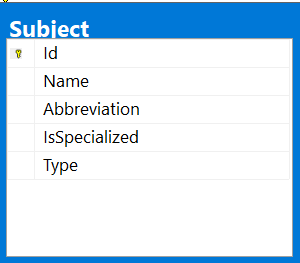 Subject
Id
Name
Abbreviation
IsSpecialized
Type